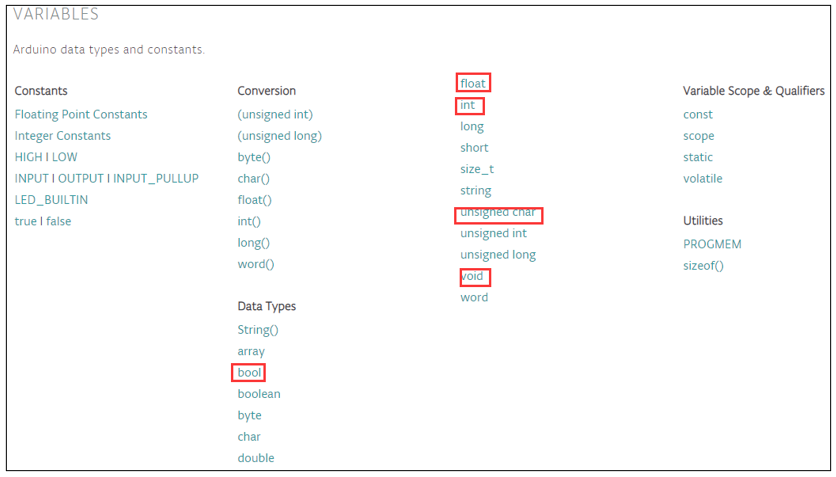 VARIABLES
Arduino data types and constants.
Constants
Floating Point Constants
Integer Constants
HIGH | LOW
INPUT | OUTPUT | INPUT_PULLUP
LED_BUILTIN
true | false
Conversion
(unsigned int)
(unsigned long)
byte()
char()
float()
int()
long()
word()
Data Types
String()
array
bool
boolean
byte
char
double
float
int
long
short
size_t
string
unsigned char
unsigned int
unsigned long
void
word
Variable Scope & Qualifiers
const
scope
static
volatile
Utilities
PROGMEM
sizeof()